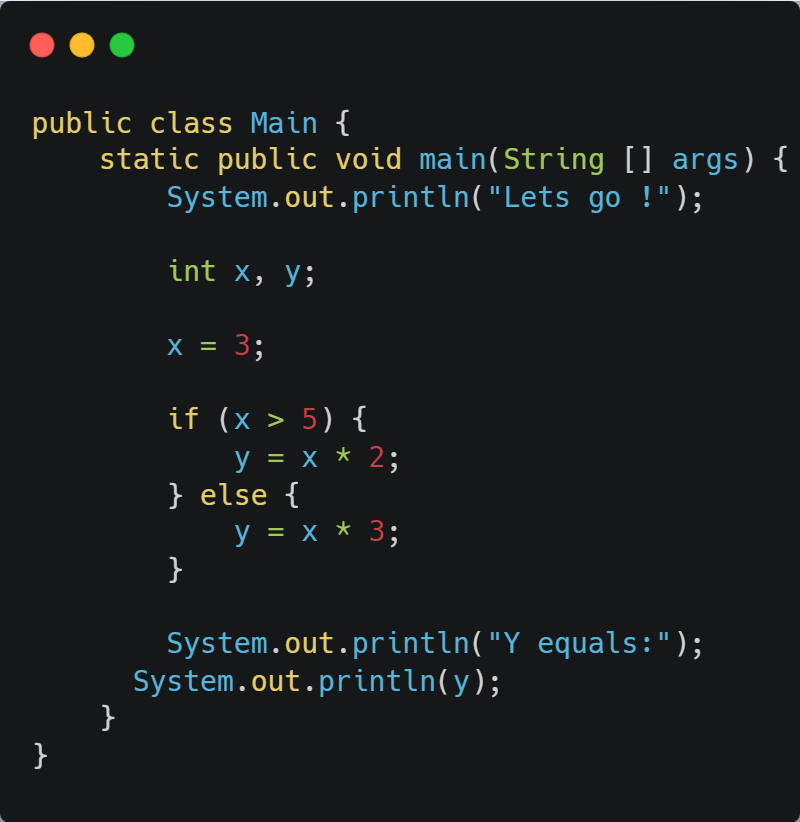 public class Main {
    static public void main(String [] args) {
        System.out.println("Lets go !");

        int x, y;

        x = 3;

        if (x > 5) {
            y = x * 2;
        } else {
            y = x * 3;
        }

        System.out.println("Y equals:");
      System.out.println(y);
    }
}